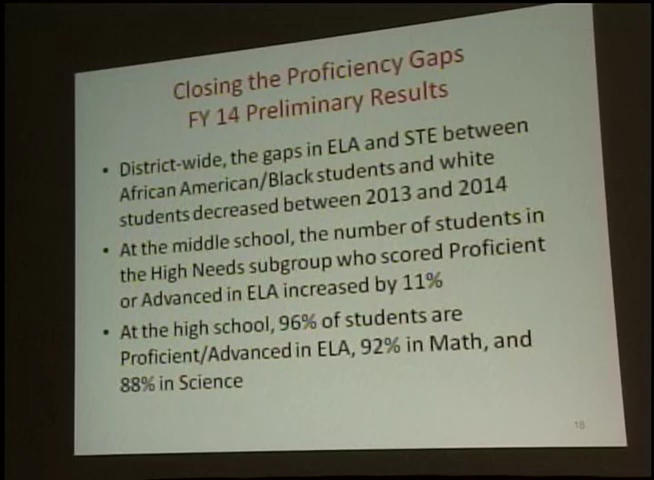 Closing the Proficiency Gaps
FY 14 Preliminary Results
• District-wide, the gaps in ELA and STE between
African American/Black students and white
students decreased between 2013 and 2014
• At the middle school, the number of students in
the High Needs subgroup who scored Proficient
or Advanced in ELA increased by 11%
• At the high school, 96% of students are
Proficient/Advanced in ELA, 92% in Math, and
88% in Science
18